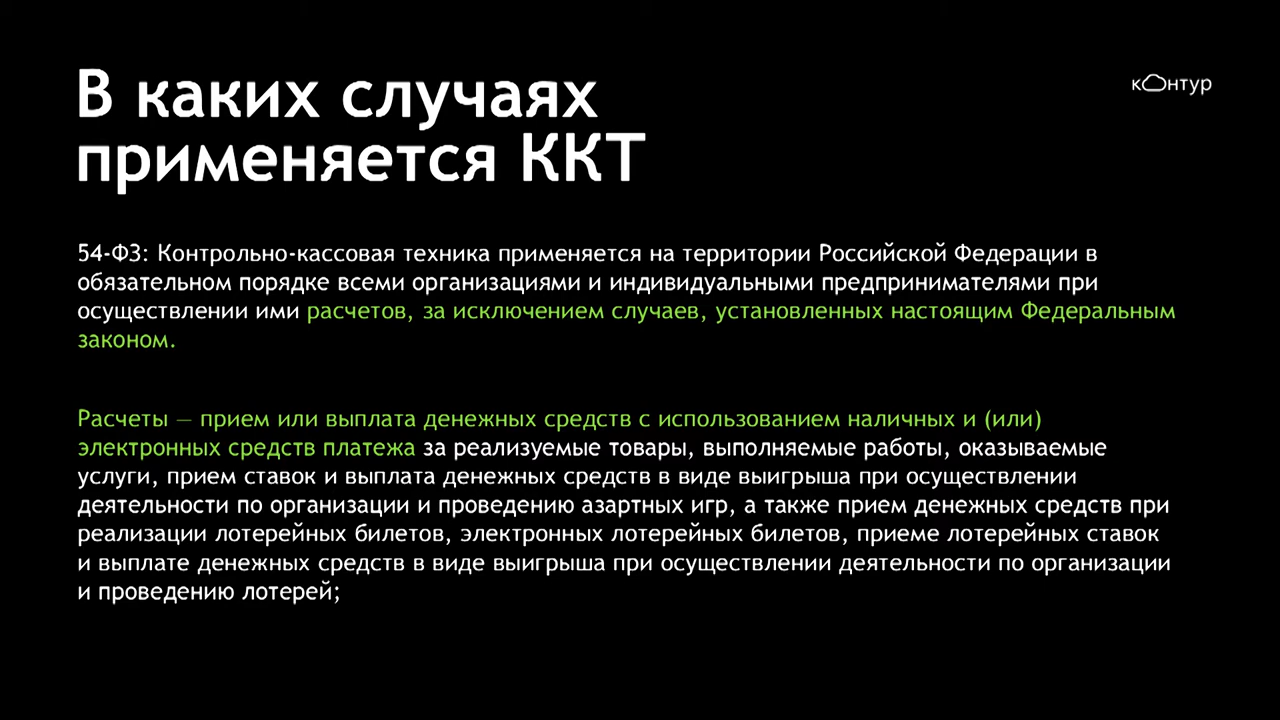 В каких случаях
применяется ККТ
контур
54-ФЗ: Контрольно-кассовая техника применяется на территории Российской Федерации в
обязательном порядке всеми организациями и индивидуальными предпринимателями при
осуществлении ими расчетов, за исключением случаев, установленных настоящим Федеральным
законом.
Расчеты — прием или выплата денежных средств с использованием наличных и (или)
электронных средств платежа за реализуемые товары, выполняемые работы, оказываемые
услуги, прием ставок и выплата денежных средств в виде выигрыша при осуществлении
деятельности по организации и проведению азартных игр, а также прием денежных средств при
реализации лотерейных билетов, электронных лотерейных билетов, приеме лотерейных ставок
и выплате денежных средств в виде выигрыша при осуществлении деятельности по организации
и проведению лотерей;